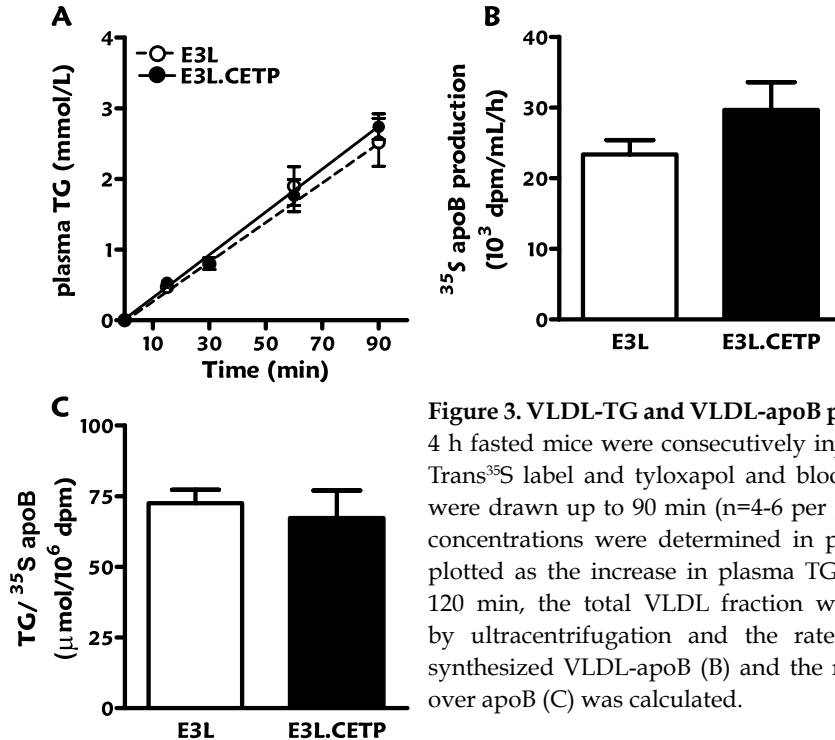 A
plasma TG (mmol/L)
4
3
2
1
0
E3L
E3L.CETP
10 30 50 70 90
Time (min)
B
³⁵S apoB production
(10³ dpm/mL/h)
40
30
20
10
0
E3L E3L.CETP
C
TG/ ³⁵S apoB
(µmol/10⁶ dpm)
100
75
50
25
0
E3L E3L.CETP
Figure 3. VLDL-TG and VLDL-apoB p
4 h fasted mice were consecutively in
Trans³⁵S label and tyloxapol and bloo
were drawn up to 90 min (n=4-6 per
concentrations were determined in p
plotted as the increase in plasma TG
120 min, the total VLDL fraction w
by ultracentrifugation and the rate
synthesized VLDL-apoB (B) and the
over apoB (C) was calculated.